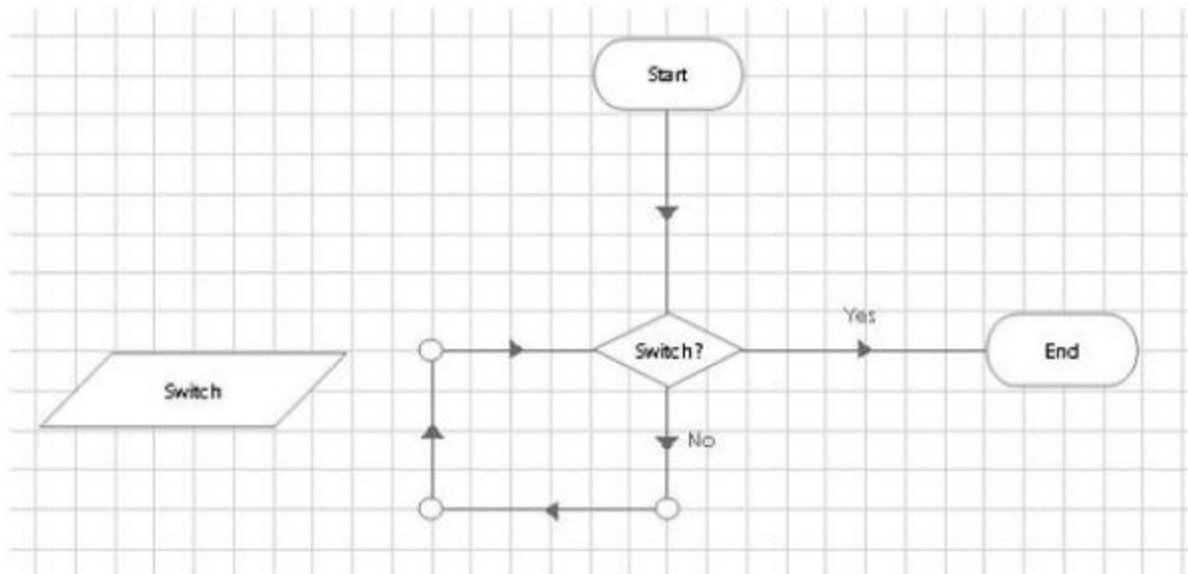 Start
Yes
Switch?
End
Switch
No